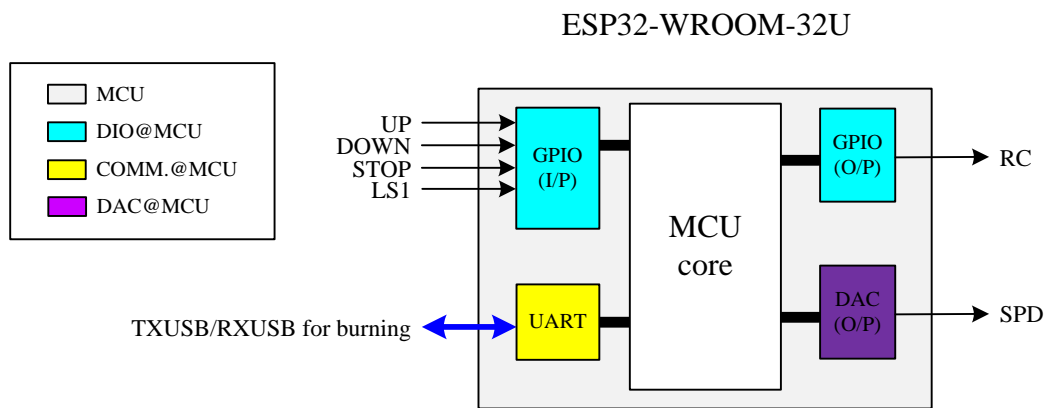 ESP32-WROOM-32U
MCU
DIO@MCU
COMM.@MCU
DAC@MCU
UP
DOWN
STOP
LS1
GPIO
(I/P)
MCU
core
GPIO
(O/P)
RC
TXUSB/RXUSB for burning
UART
DAC
(O/P)
SPD